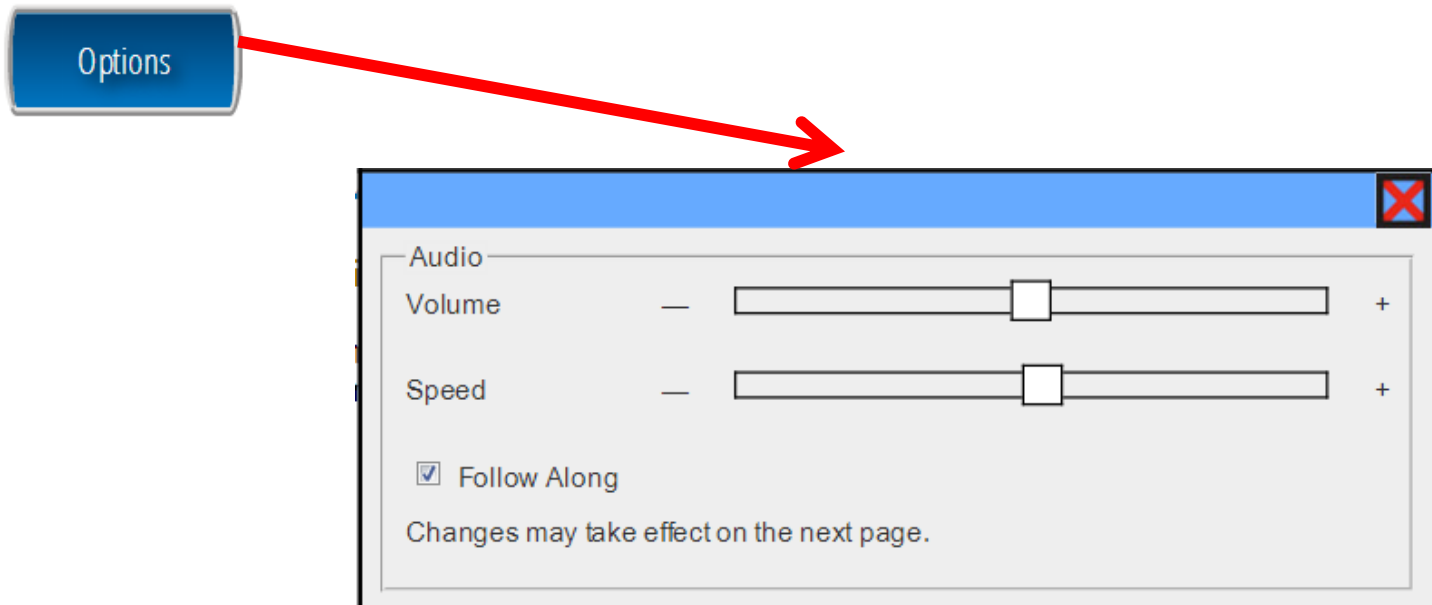 Options
Audio
Volume — +
Speed — +
Follow Along
Changes may take effect on the next page.